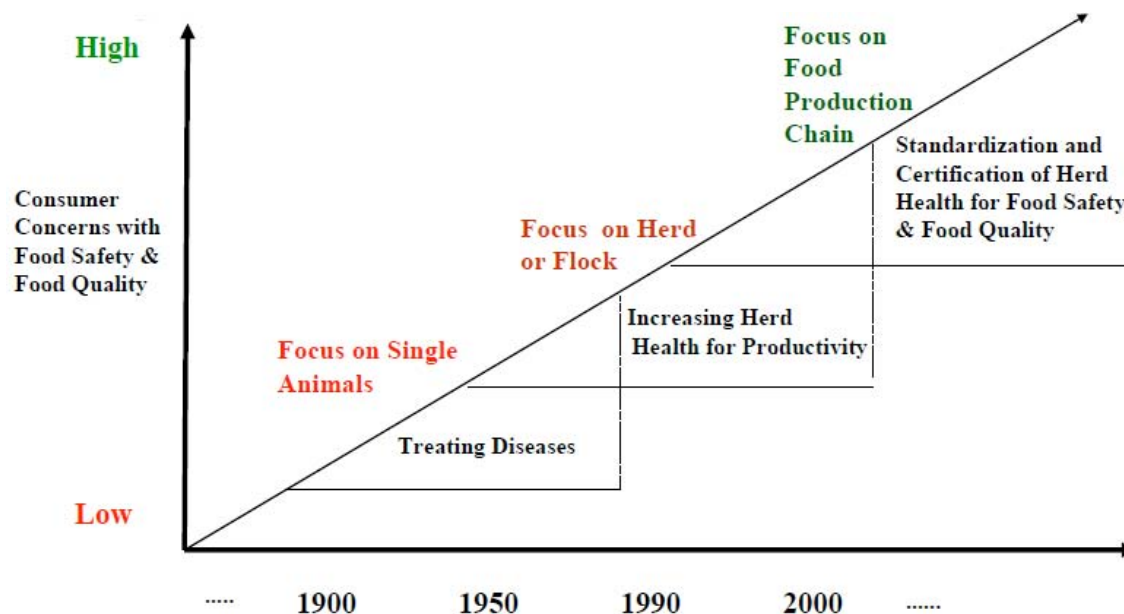 High
Focus on
Food
Production
Chain
Standardization and
Certification of Herd
Health for Food Safety
& Food Quality
Consumer
Concerns with
Food Safety &
Food Quality
Focus on Herd
or Flock
Increasing Herd
Health for Productivity
Focus on Single
Animals
Treating Diseases
Low
..... 1900 1950 1990 2000 ......